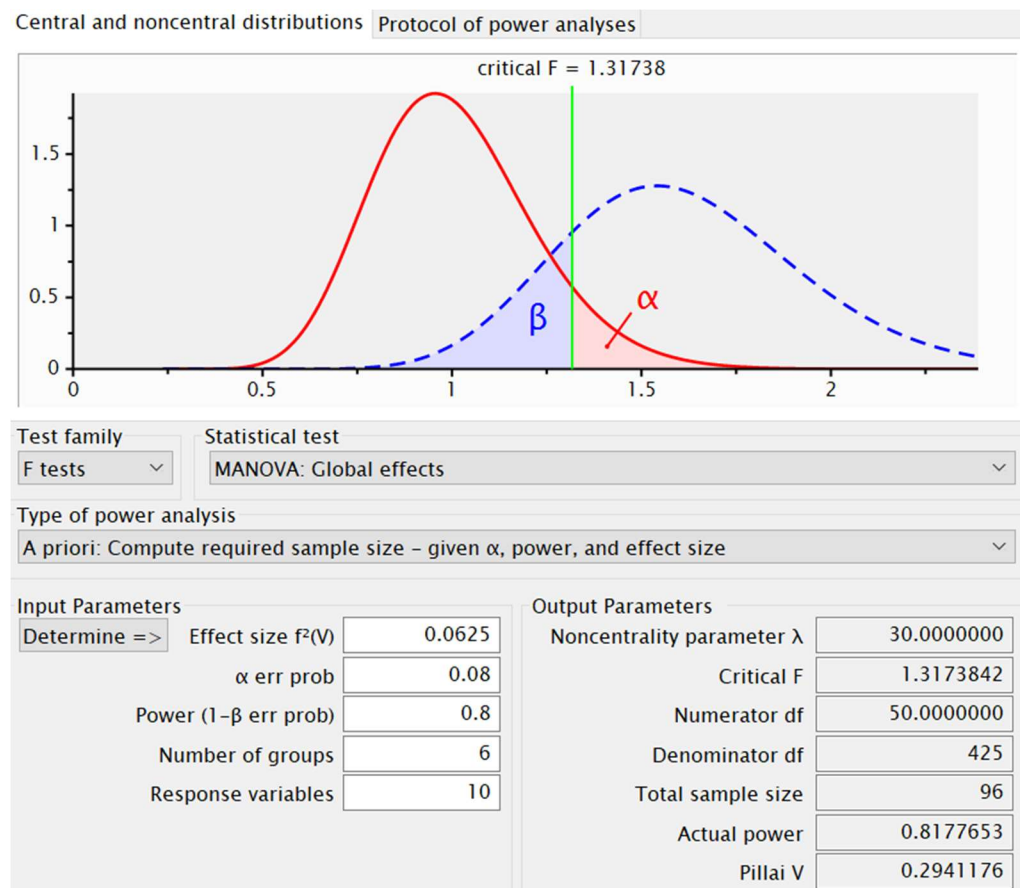 Central and noncentral distributions Protocol of power analyses
critical F = 1.31738
1.5
1
0.5
0
β
α
0 0.5 1 1.5 2
Test family Statistical test
F tests MANOVA: Global effects
Type of power analysis
A priori: Compute required sample size – given α, power, and effect size
Input Parameters Output Parameters
Determine => Effect size f²(V) 0.0625 Noncentrality parameter λ 30.0000000
α err prob 0.08 Critical F 1.3173842
Power (1-β err prob) 0.8 Numerator df 50.0000000
Number of groups 6 Denominator df 425
Response variables 10 Total sample size 96
Actual power 0.8177653
Pillai V 0.2941176